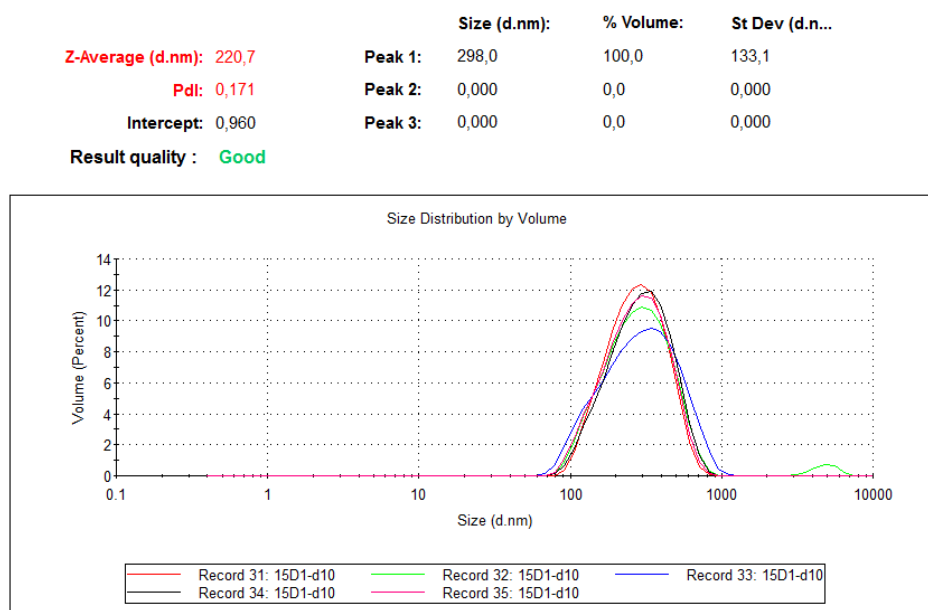 Size (d.nm): % Volume: St Dev (d.n...
Z-Average (d.nm): 220,7 Peak 1: 298,0 100,0 133,1
PdI: 0,171 Peak 2: 0,000 0,0 0,000
Intercept: 0,960 Peak 3: 0,000 0,0 0,000
Result quality : Good
Size Distribution by Volume
14
12
10
8
6
4
2
0
Volume (Percent)
0.1 1 10 100 1000 10000
Size (d.nm)
Record 31: 15D1-d10 Record 32: 15D1-d10 Record 33: 15D1-d10
Record 34: 15D1-d10 Record 35: 15D1-d10